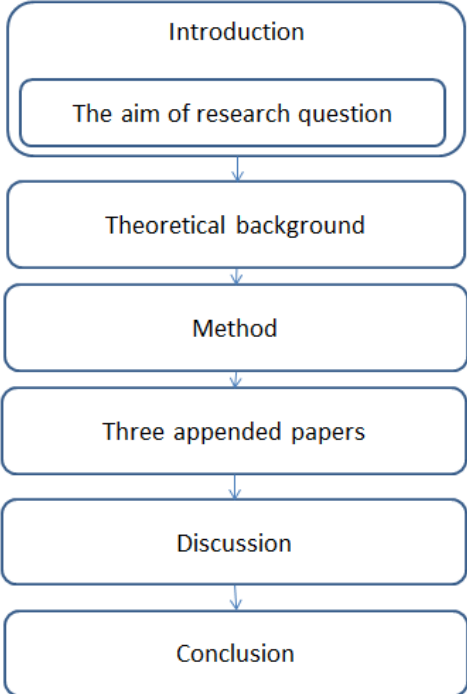 Introduction
The aim of research question
Theoretical background
Method
Three appended papers
Discussion
Conclusion